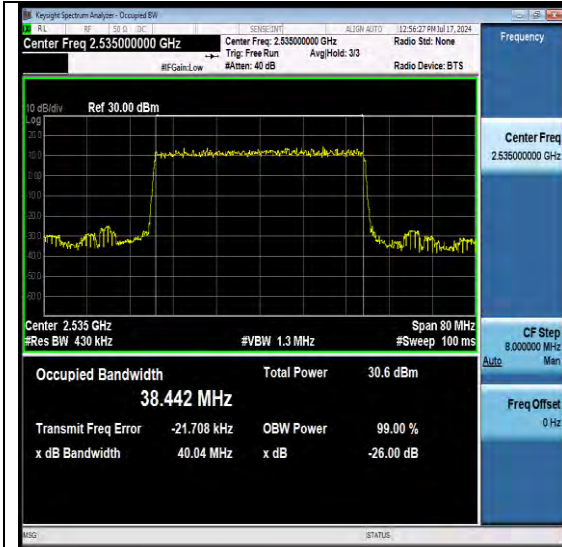 Keysight Spectrum Analyzer - Occupied BW
RL RF 50 Ω DC SENSE:INT ALIGN AUTO 12:56:27 PM Jul 17, 2024
Center Freq 2.535000000 GHz
Center Freq: 2.535000000 GHz
Radio Std: None
Trig: Free Run Avg|Hold: 3/3
#IFGain:Low
#Atten: 40 dB
Radio Device: BTS
Frequency
10 dB/div Ref 30.00 dBm
Log
20.0
10.0
0.00
-10.0
-20.0
-30.0
-40.0
-50.0
-60.0
Center Freq
2.535000000 GHz
Center 2.535 GHz
Span 80 MHz
#Res BW 430 kHz
#VBW 1.3 MHz
#Sweep 100 ms
CF Step
8.000000 MHz
Auto Man
Occupied Bandwidth
Total Power 30.6 dBm
38.442 MHz
Freq Offset
0 Hz
Transmit Freq Error -21.708 kHz
OBW Power 99.00 %
x dB Bandwidth 40.04 MHz
x dB -26.00 dB
MSG
STATUS